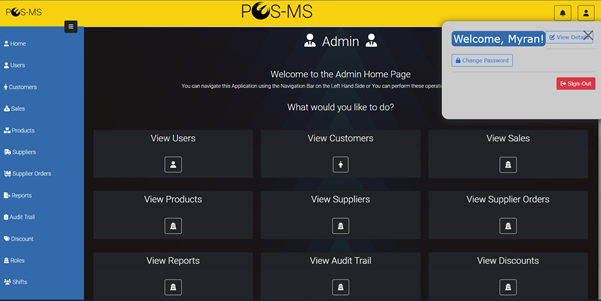 POS-MS
POS-MS
Home
Users
Customers
Sales
Products
Suppliers
Supplier Orders
Reports
Audit Trail
Discount
Roles
Shifts
Admin
Welcome to the Admin Home Page
You can navigate this Application using the Navigation Bar on the Left Hand Side or You can perform these operati
What would you like to do?
View Users
View Customers
View Sales
View Products
View Suppliers
View Supplier Orders
View Reports
View Audit Trail
View Discounts
Welcome, Myran!
View Details
Change Password
Sign-Out